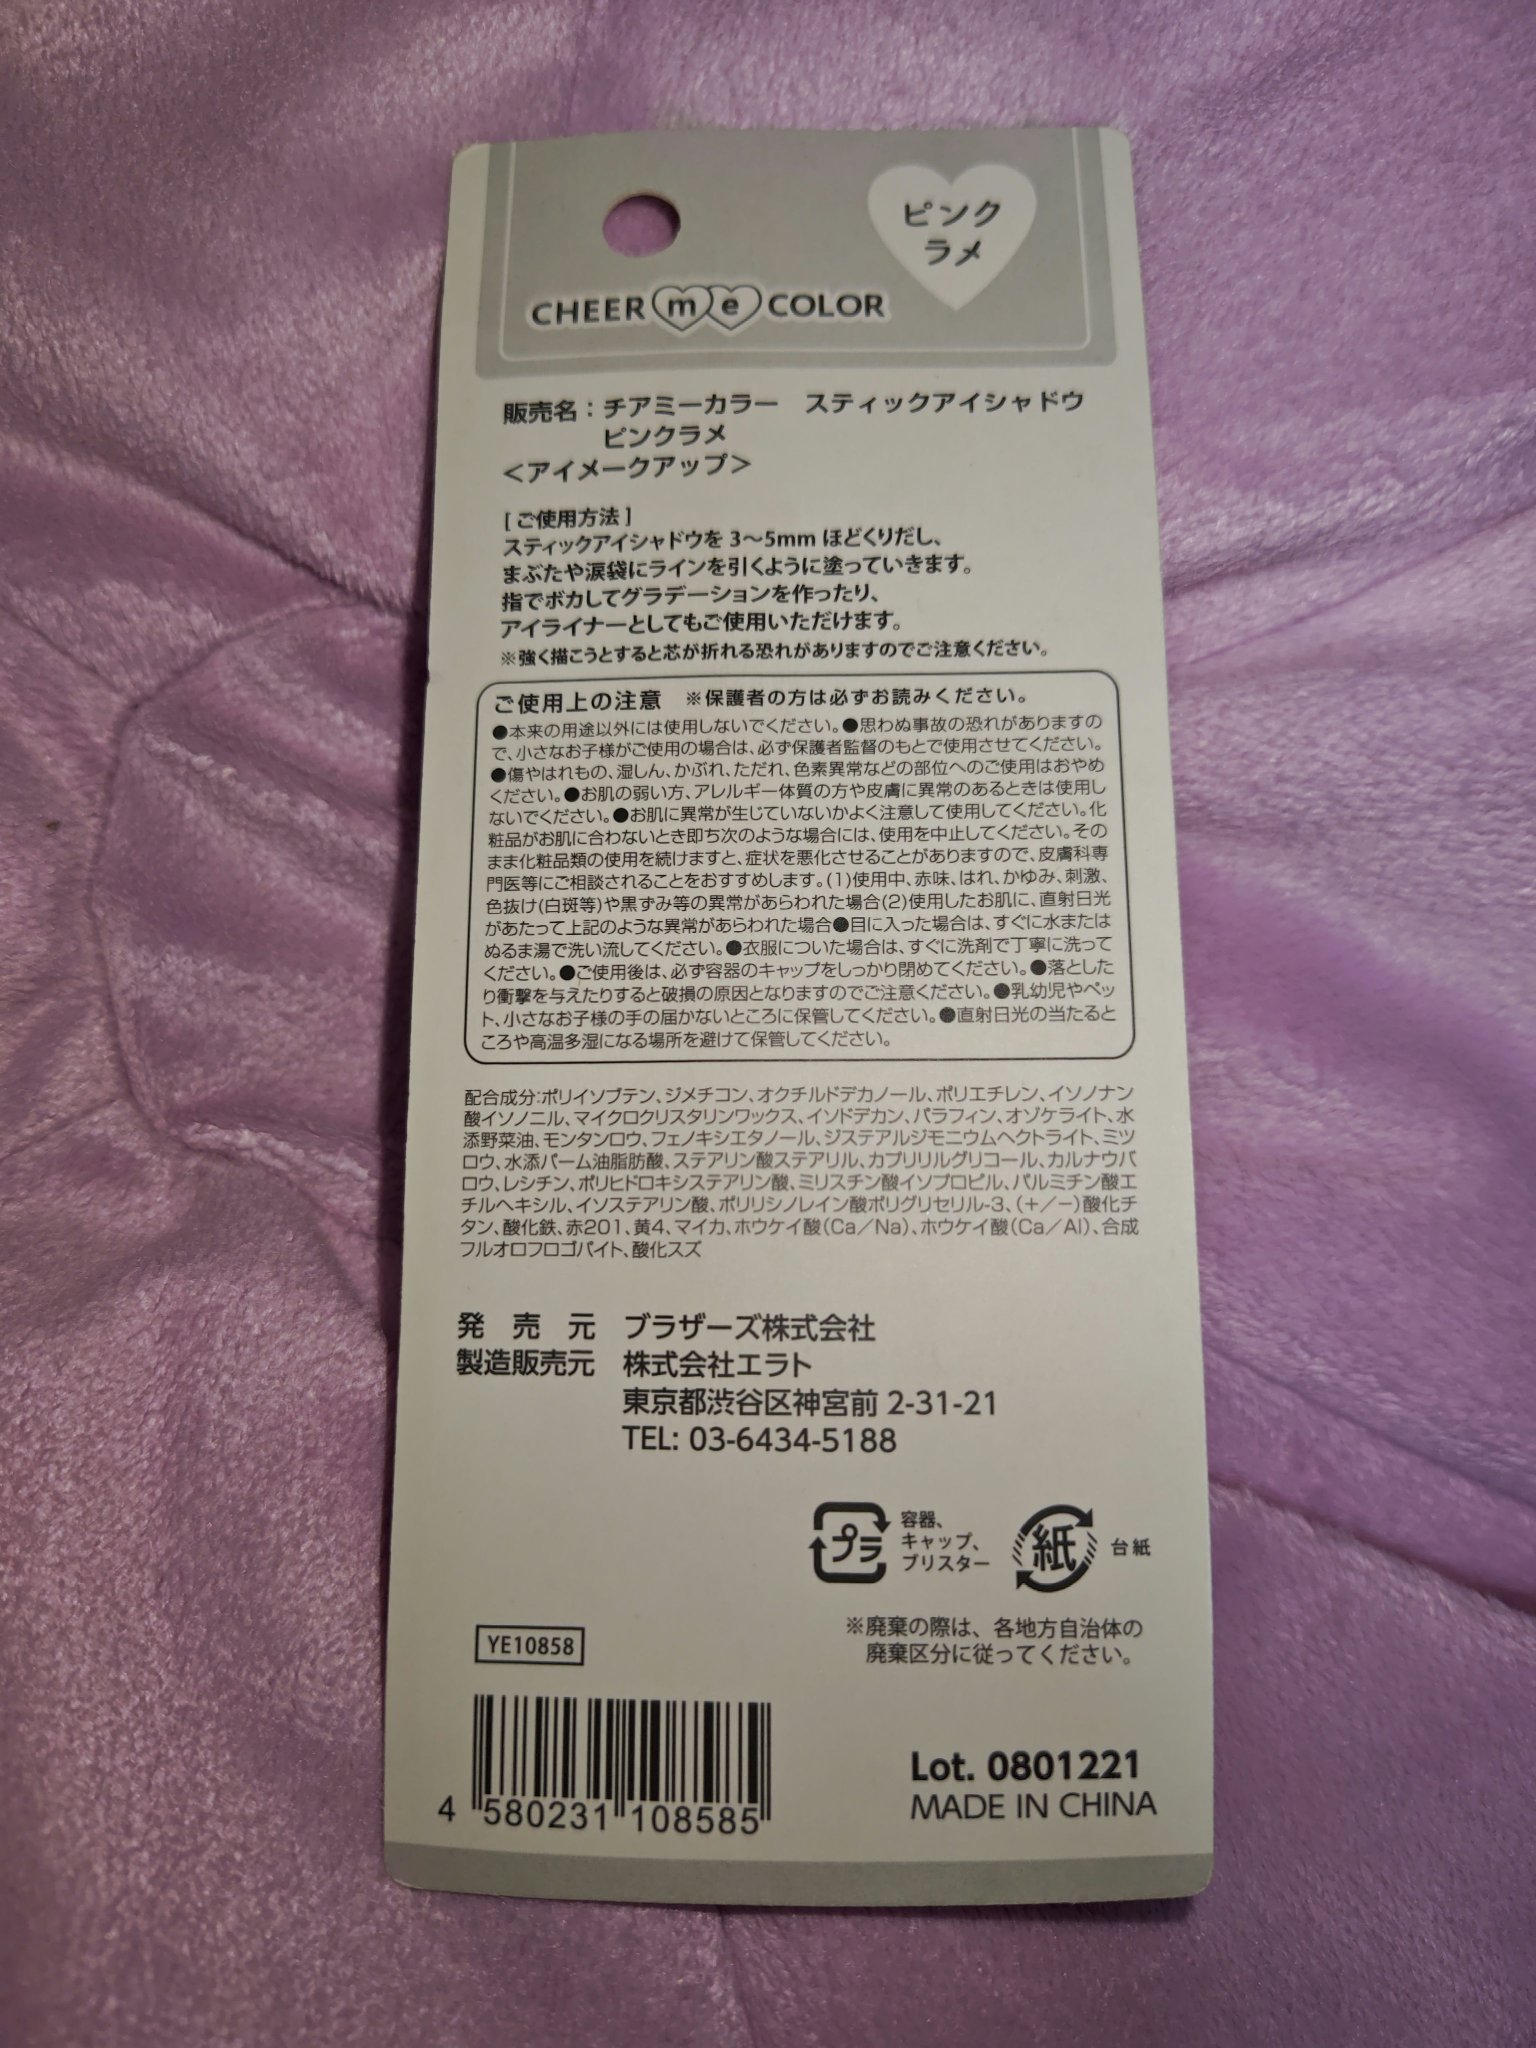 ピンク
ラメ
CHEER me COLOR
販売名：チアミーカラー　スティックアイシャドウ
ピンクラメ
＜アイメークアップ＞
[ご使用方法]
スティックアイシャドウを 3～5mm ほどくりだし、
まぶたや涙袋にラインを引くように塗っていきます。
指でボカしてグラデーションを作ったり、
アイライナーとしてもご使用いただけます。
※強く描こうとすると芯が折れる恐れがありますのでご注意ください。
ご使用上の注意　※保護者の方は必ずお読みください。
●本来の用途以外には使用しないでください。●思わぬ事故の恐れがありますの
で、小さなお子様がご使用の場合は、必ず保護者監督のもとで使用させてください。
●傷やはれもの、湿しん、かぶれ、ただれ、色素異常などの部位へのご使用はおやめ
ください。●お肌の弱い方、アレルギー体質の方や皮膚に異常のあるときは使用し
ないでください。●お肌に異常が生じていないかよく注意して使用してください。化
粧品がお肌に合わないとき即ち次のような場合には、使用を中止してください。その
まま化粧品類の使用を続けますと、症状を悪化させることがありますので、皮膚科専
門医等にご相談されることをおすすめします。(1)使用中、赤味、はれ、かゆみ、刺激、
色抜け(白斑等)や黒ずみ等の異常があらわれた場合(2)使用したお肌に、直射日光
があたって上記のような異常があらわれた場合●目に入った場合は、すぐに水または
ぬるま湯で洗い流してください。●衣服についた場合は、すぐに洗剤で丁寧に洗って
ください。●ご使用後は、必ず容器のキャップをしっかり閉めてください。●落とした
り衝撃を与えたりすると破損の原因となりますのでご注意ください。●乳幼児やペッ
ト、小さなお子様の手の届かないところに保管してください。●直射日光の当たると
ころや高温多湿になる場所を避けて保管してください。
配合成分:ポリイソブテン、ジメチコン、オクチルドデカノール、ポリエチレン、イソノナン
酸イソノニル、マイクロクリスタリンワックス、イソドデカン、パラフィン、オゾケライト、水
添野菜油、モンタンロウ、フェノキシエタノール、ジステアルジモニウムヘクトライト、ミツ
ロウ、水添パーム油脂肪酸、ステアリン酸ステアリル、カプリリルグリコール、カルナウバ
ロウ、レシチン、ポリヒドロキシステアリン酸、ミリスチン酸イソプロピル、パルミチン酸エ
チルヘキシル、イソステアリン酸、ポリリシノレイン酸ポリグリセリル-3、(＋／－)酸化チ
タン、酸化鉄、赤201、黄4、マイカ、ホウケイ酸(Ca／Na)、ホウケイ酸(Ca／Al)、合成
フルオロフロゴパイト、酸化スズ
発　売　元　ブラザーズ株式会社
製造販売元　株式会社エラト
東京都渋谷区神宮前 2-31-21
TEL: 03-6434-5188
プラ
容器、
キャップ、
ブリスター
紙
台紙
※廃棄の際は、各地方自治体の
廃棄区分に従ってください。
YE10858
4 580231 108585
Lot. 0801221
MADE IN CHINA